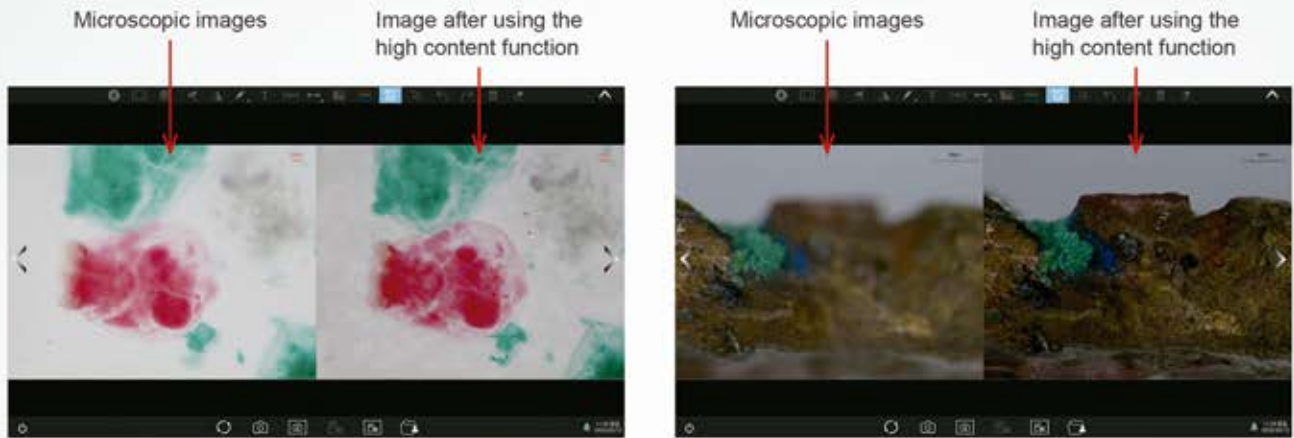 Microscopic images
Image after using the
high content function
Microscopic images
Image after using the
high content function